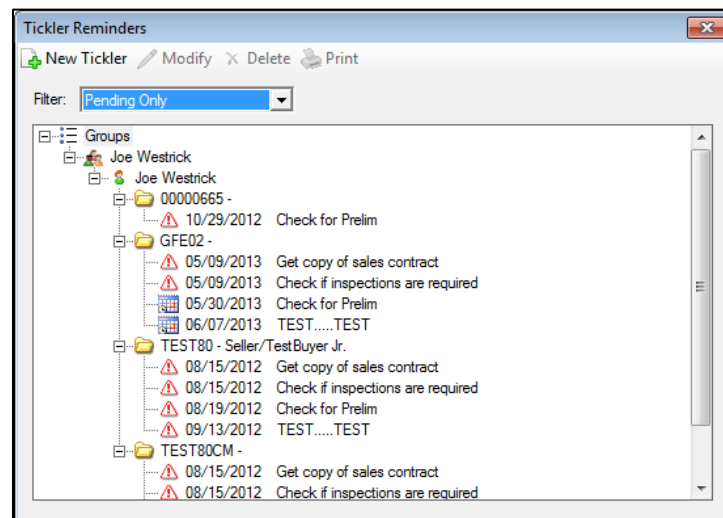 Tickler Reminders
New Tickler Modify Delete Print
Filter: Pending Only
Groups
Joe Westrick
Joe Westrick
00000665 -
10/29/2012 Check for Prelim
GFE02 -
05/09/2013 Get copy of sales contract
05/09/2013 Check if inspections are required
05/30/2013 Check for Prelim
06/07/2013 TEST.....TEST
TEST80 - Seller/TestBuyer Jr.
08/15/2012 Get copy of sales contract
08/15/2012 Check if inspections are required
08/19/2012 Check for Prelim
09/13/2012 TEST.....TEST
TEST80CM -
08/15/2012 Get copy of sales contract
08/15/2012 Check if inspections are required